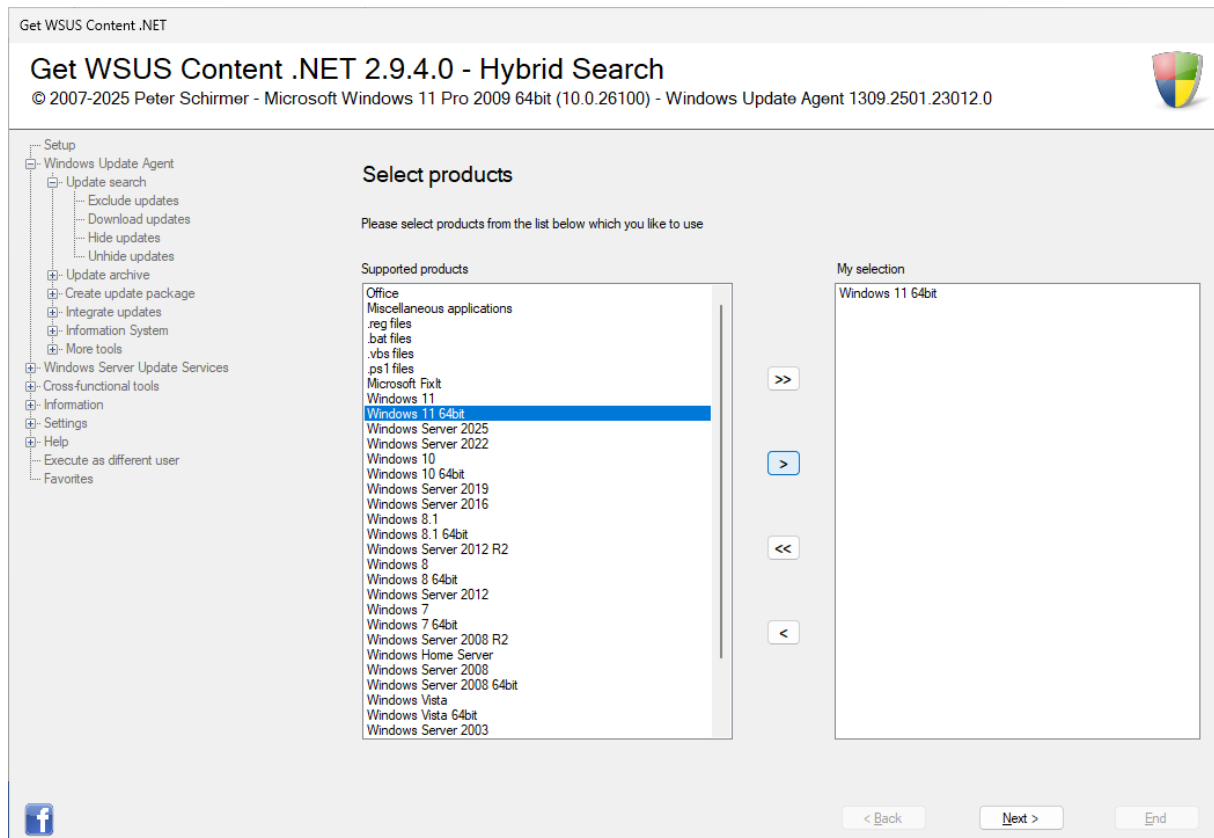 Get WSUS Content .NET
Get WSUS Content .NET 2.9.4.0 - Hybrid Search
© 2007-2025 Peter Schirmer - Microsoft Windows 11 Pro 2009 64bit (10.0.26100) - Windows Update Agent 1309.2501.23012.0
Setup
Windows Update Agent
Update search
Exclude updates
Download updates
Hide updates
Unhide updates
Update archive
Create update package
Integrate updates
Information System
More tools
Windows Server Update Services
Cross-functional tools
Information
Settings
Help
Execute as different user
Favorites
Select products
Please select products from the list below which you like to use
Supported products
Office
Miscellaneous applications
.reg files
.bat files
.vbs files
.ps1 files
Microsoft FixIt
Windows 11
Windows 11 64bit
Windows Server 2025
Windows Server 2022
Windows 10
Windows 10 64bit
Windows Server 2019
Windows Server 2016
Windows 8.1
Windows 8.1 64bit
Windows Server 2012 R2
Windows 8
Windows 8 64bit
Windows Server 2012
Windows 7
Windows 7 64bit
Windows Server 2008 R2
Windows Home Server
Windows Server 2008
Windows Server 2008 64bit
Windows Vista
Windows Vista 64bit
Windows Server 2003
>>
>
<<
<
My selection
Windows 11 64bit
f
< Back
Next >
End